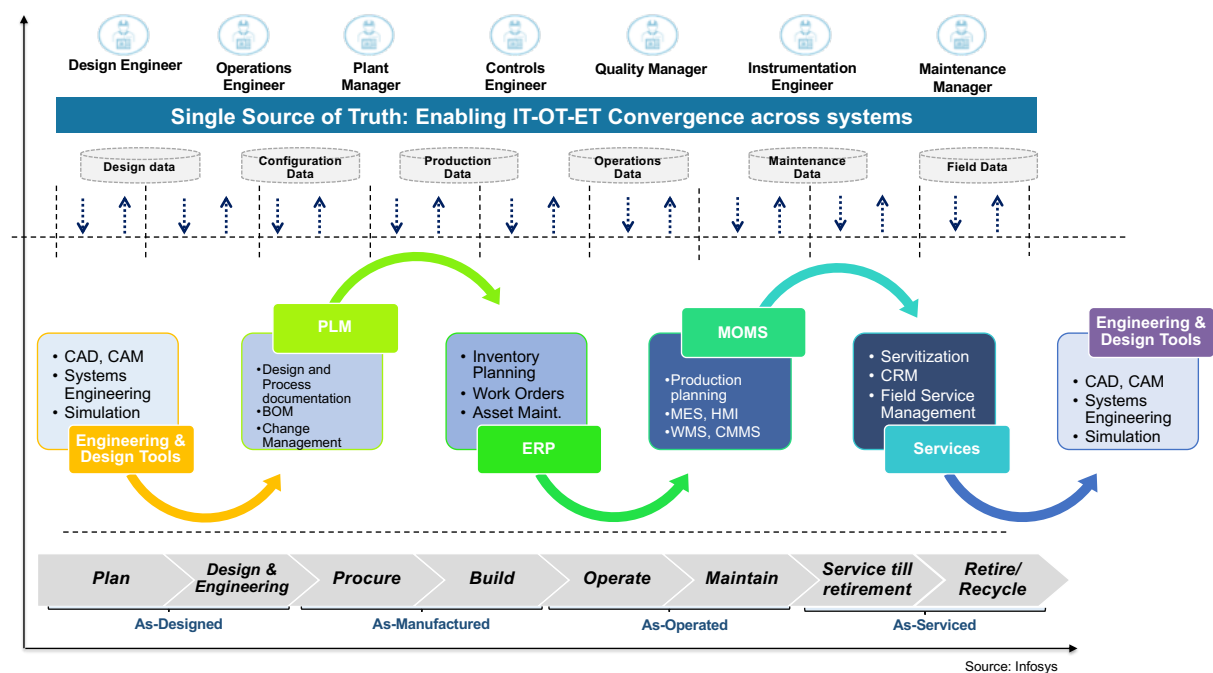 Design Engineer
Operations
Engineer
Plant
Manager
Controls
Engineer
Quality Manager
Instrumentation
Engineer
Maintenance
Manager
Single Source of Truth: Enabling IT-OT-ET Convergence across systems
Design data
Configuration
Data
Production
Data
Operations
Data
Maintenance
Data
Field Data
• CAD, CAM
• Systems
Engineering
• Simulation
Engineering &
Design Tools
PLM
•Design and
Process
documentation
•BOM
•Change
Management
• Inventory
Planning
• Work Orders
• Asset Maint.
ERP
MOMS
•Production
planning
•MES, HMI
•WMS, CMMS
• Servitization
• CRM
• Field Service
Management
Services
Engineering &
Design Tools
• CAD, CAM
• Systems
Engineering
• Simulation
Plan
Design &
Engineering
Procure
Build
Operate
Maintain
Service till
retirement
Retire/
Recycle
As-Designed
As-Manufactured
As-Operated
As-Serviced
Source: Infosys